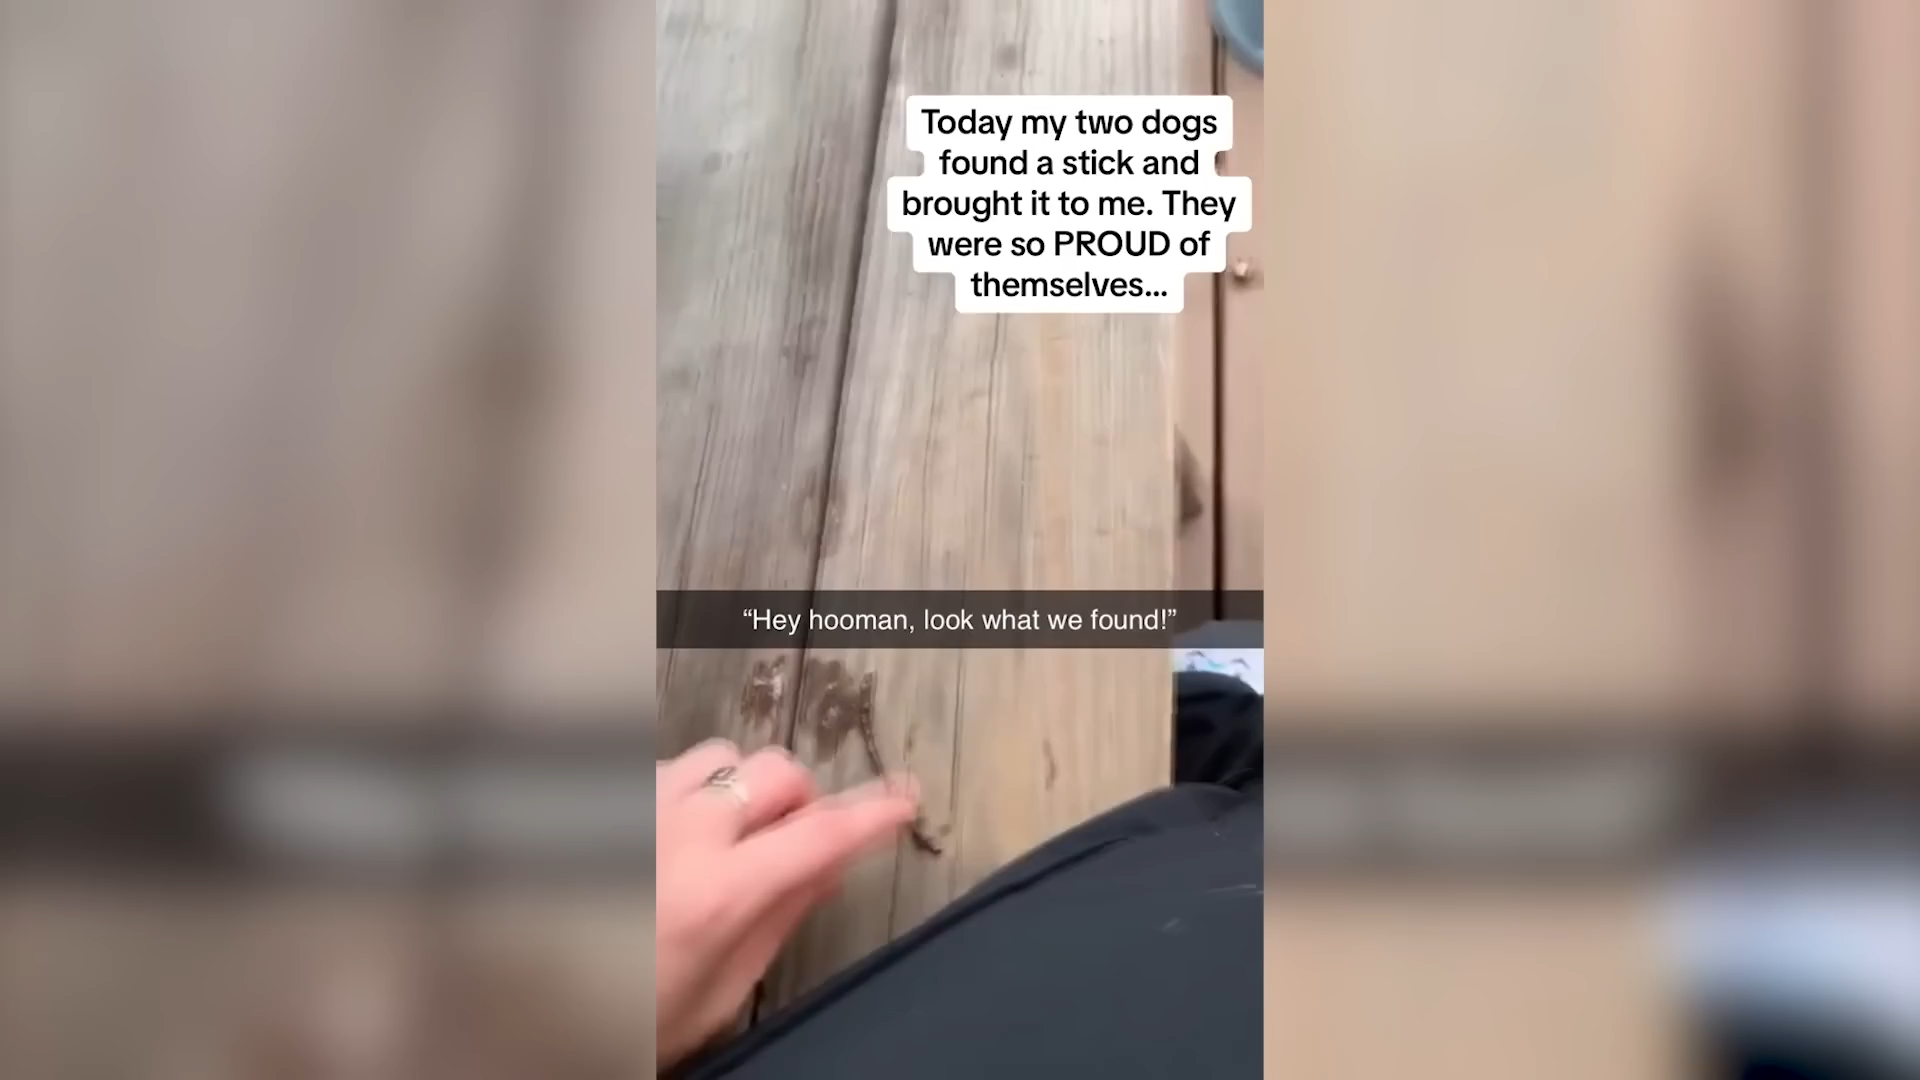 Today my two dogs
found a stick and
brought it to me. They
were so PROUD of
themselves...
“Hey hooman, look what we found!”